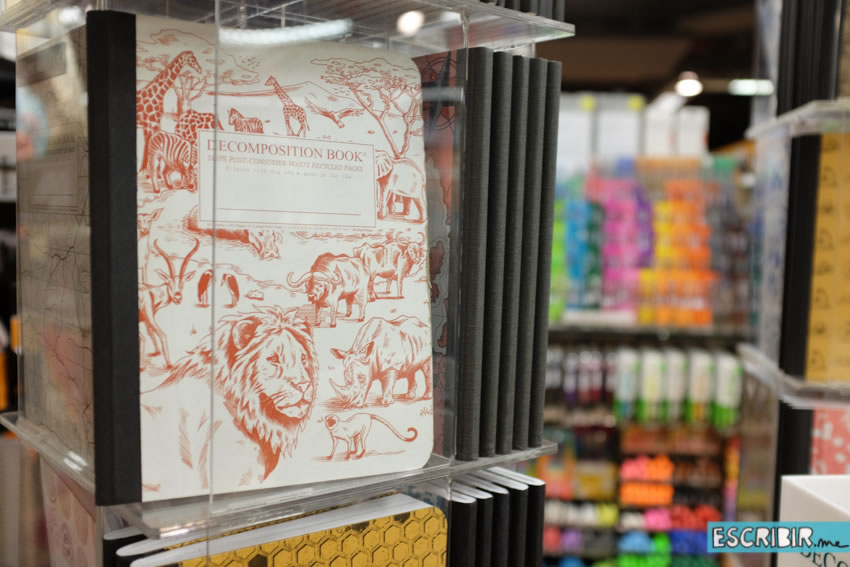 DECOMPOSITION BOOK®
100% POST-CONSUMER-WASTE RECYCLED PAGES
ESCRIBIR.me